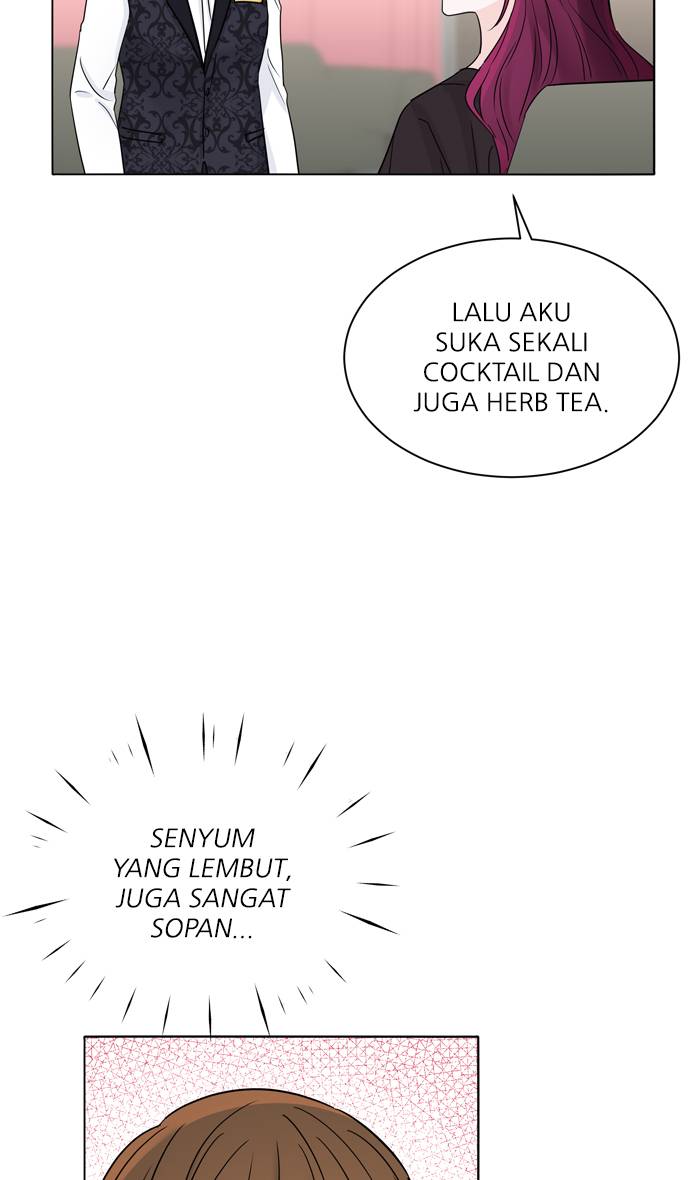 LALU AKU
SUKA SEKALI
COCKTAIL DAN
JUGA HERB TEA.
SENYUM
YANG LEMBUT,
JUGA SANGAT
SOPAN...